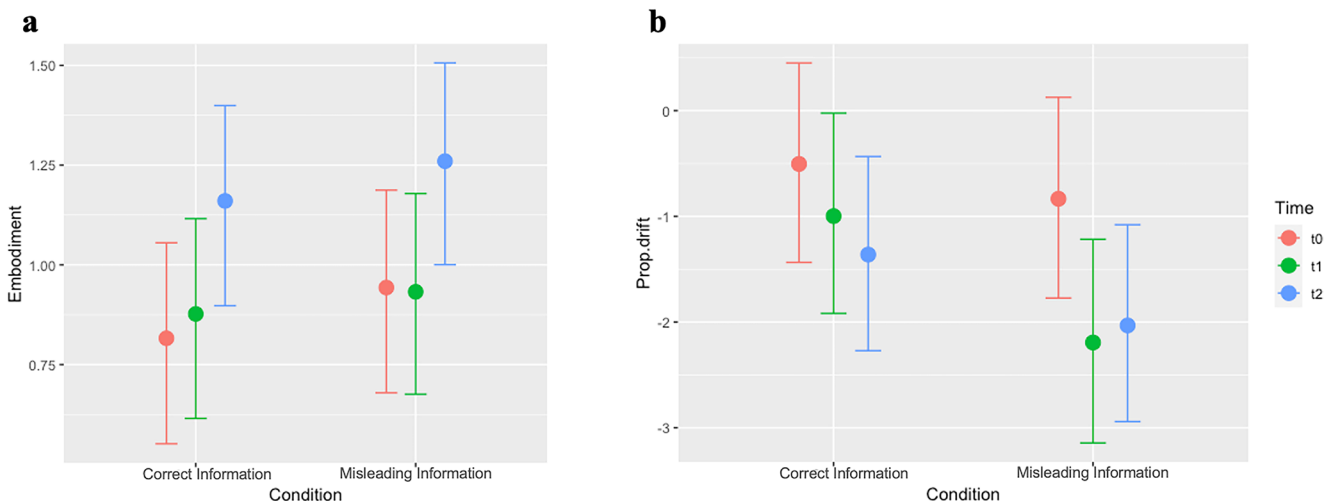 a
1.50
1.25
1.00
0.75
Embodiment
Correct Information
Misleading Information
Condition
b
0
-1
-2
-3
Prop.drift
Correct Information
Misleading Information
Condition
Time
t0
t1
t2